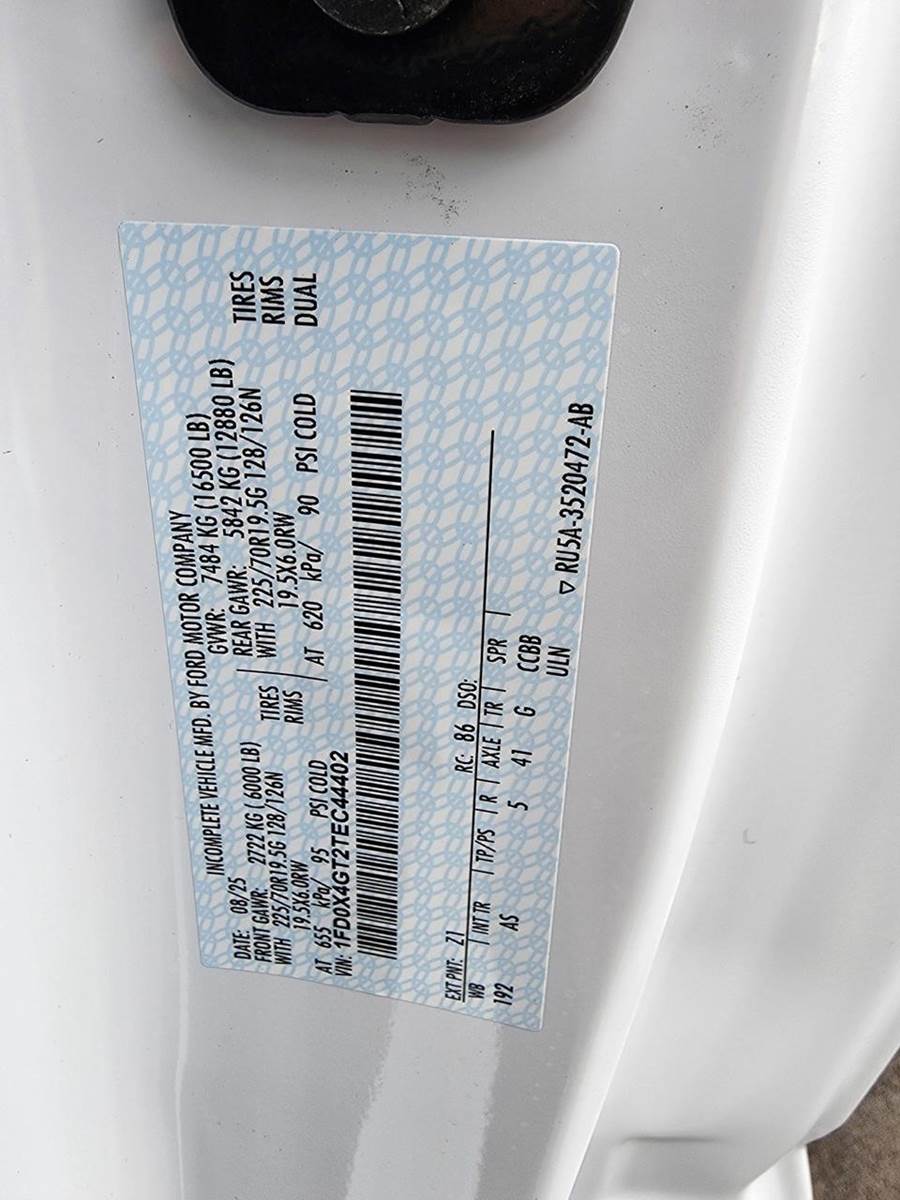 INCOMPLETE VEHICLE MFD. BY FORD MOTOR COMPANY
DATE: 08/25 GVWR: 7484 KG (16500 LB)
FRONT GAWR: 2722 KG (6000 LB) REAR GAWR: 5842 KG (12880 LB)
WITH 225/70R19.5G 128/126N TIRES WITH 225/70R19.5G 128/126N TIRES
19.5X6.0RW RIMS 19.5X6.0RW RIMS
AT 655 kPa/ 95 PSI COLD AT 620 kPa/ 90 PSI COLD DUAL
VIN: 1FD0X4GT2TEC44402
EXT PNT: Z1 RC: 86 DSO:
WB INT TR TP/PS R AXLE TR SPR
192 AS 5 41 G CCBB
ULN
▽ RU5A-3520472-AB